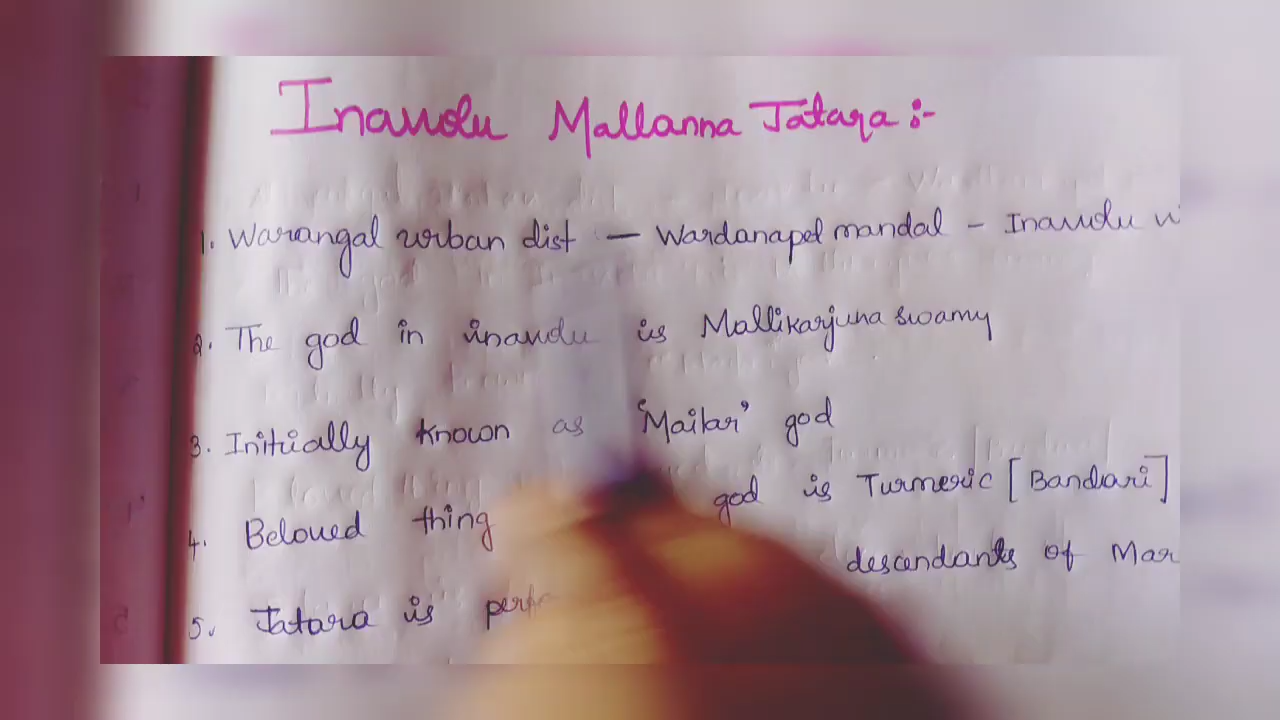 Inavolu Mallanna Jatara :-
1. Warangal urban dist — Wardanapet mandal - Inavolu
2. The god in inavolu is Mallikarjuna swamy
3. Initially known as 'Mailar' god
4. Beloved thing god is Turmeric [Bandari]
5. Jatara is descendants of